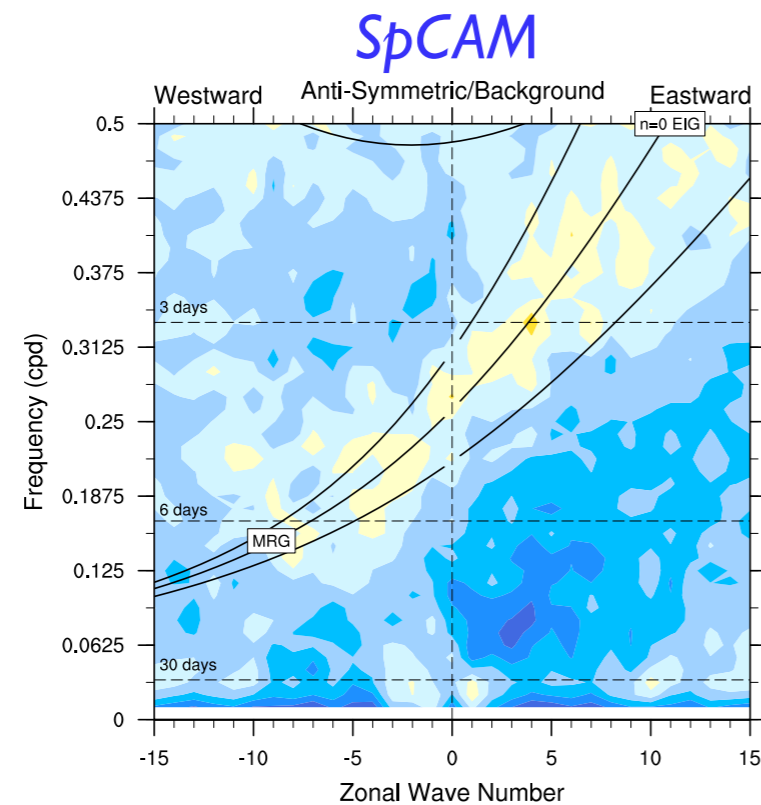 SpCAM
Westward Anti-Symmetric/Background Eastward
n=0 EIG
0.5
0.4375
0.375
3 days
0.3125
0.25
0.1875
6 days
MRG
0.125
0.0625
30 days
0
-15 -10 -5 0 5 10 15
Frequency (cpd)
Zonal Wave Number